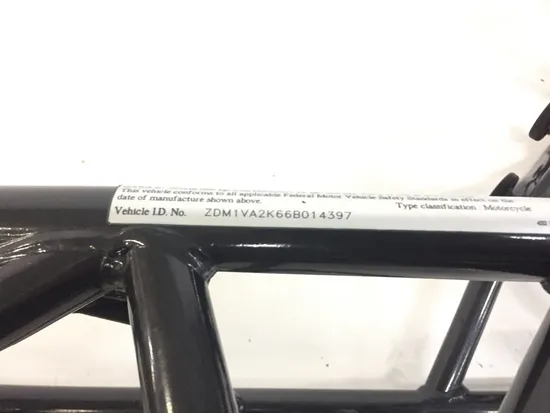 This vehicle conforms to all applicable Federal Motor Vehicle Safety Standards in effect on the
date of manufacture shown above.
Type classification Motorcycle
Vehicle I.D. No. ZDM1VA2K66B014397